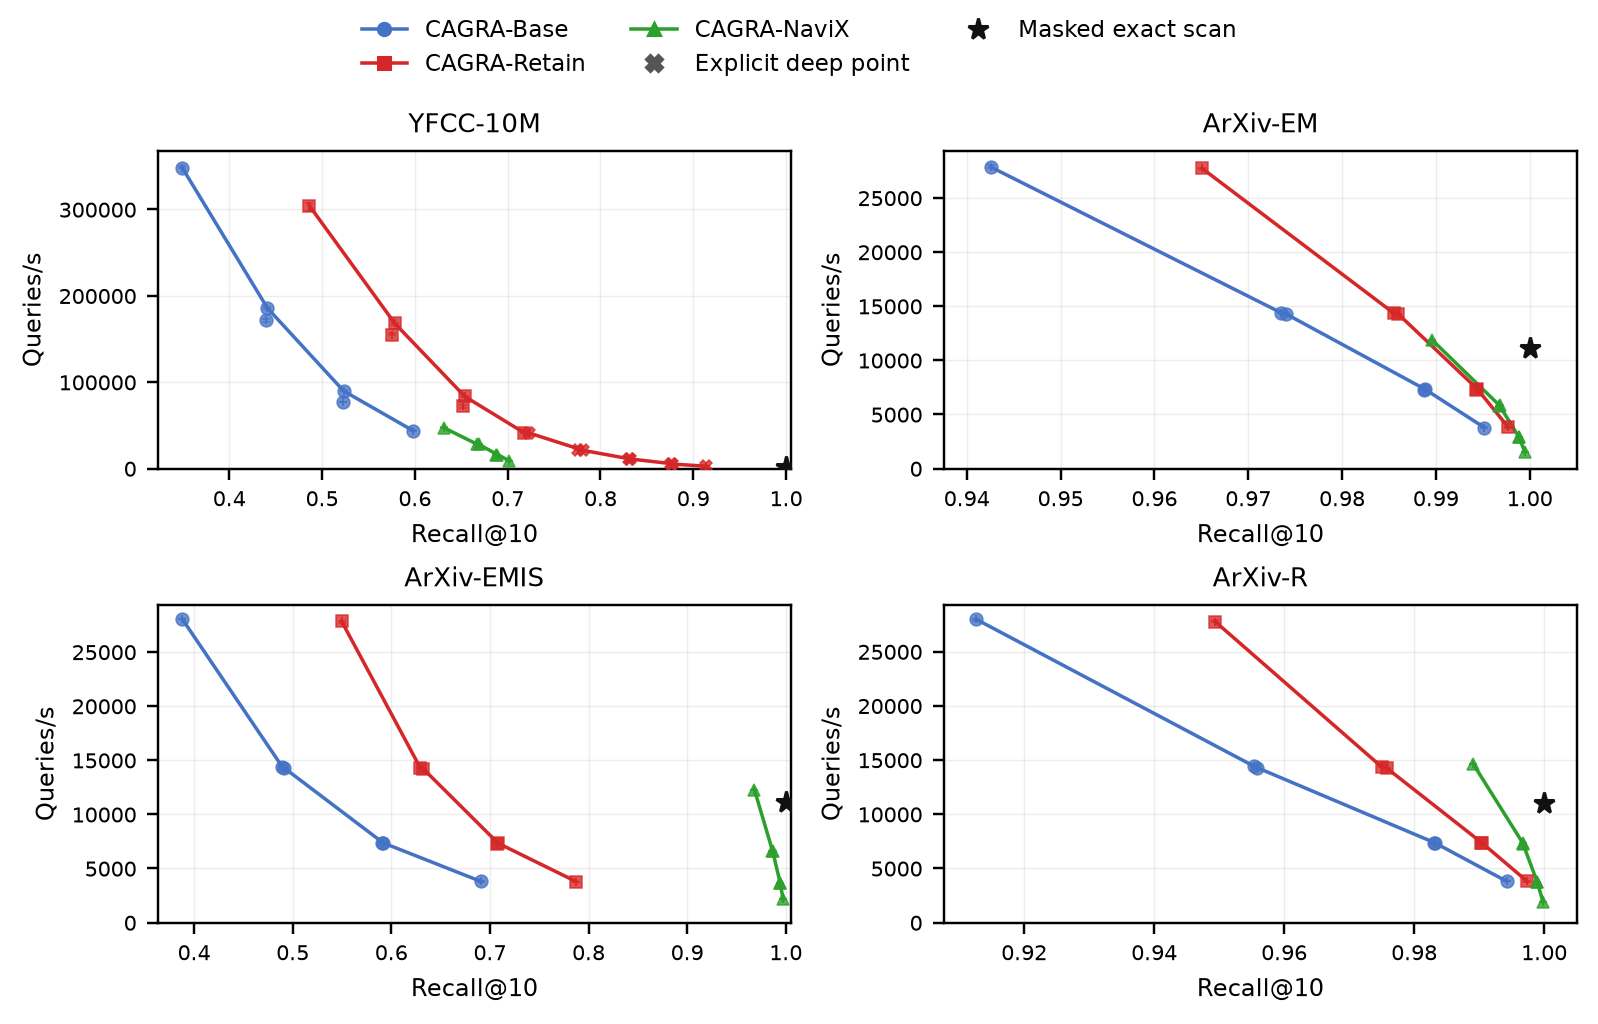 CAGRA-Base
CAGRA-NaviX
Masked exact scan
CAGRA-Retain
Explicit deep point
YFCC-10M
Queries/s
300000
200000
100000
0
0.4 0.5 0.6 0.7 0.8 0.9 1.0
Recall@10
ArXiv-EM
Queries/s
25000
20000
15000
10000
5000
0
0.94 0.95 0.96 0.97 0.98 0.99 1.00
Recall@10
ArXiv-EMIS
Queries/s
25000
20000
15000
10000
5000
0
0.4 0.5 0.6 0.7 0.8 0.9 1.0
Recall@10
ArXiv-R
Queries/s
25000
20000
15000
10000
5000
0
0.92 0.94 0.96 0.98 1.00
Recall@10